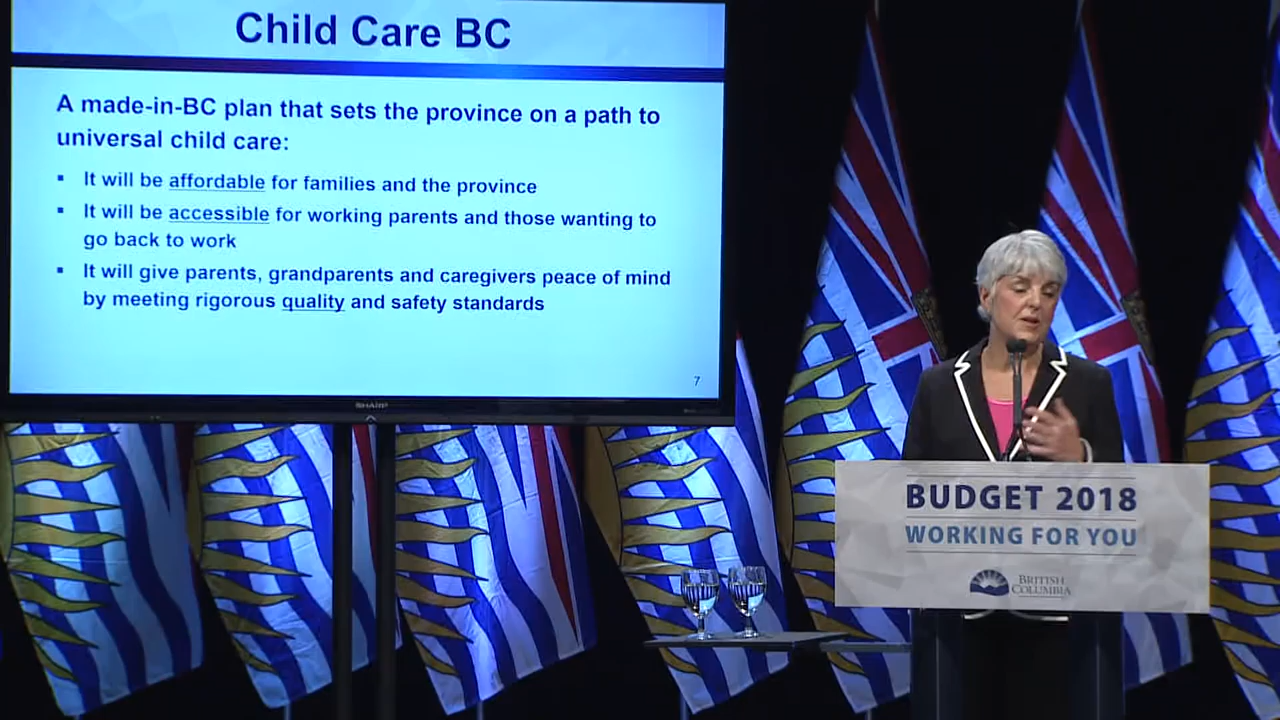 Child Care BC
A made-in-BC plan that sets the province on a path to
universal child care:
▪ It will be affordable for families and the province
▪ It will be accessible for working parents and those wanting to
go back to work
▪ It will give parents, grandparents and caregivers peace of mind
by meeting rigorous quality and safety standards
7
SHARP
BUDGET 2018
WORKING FOR YOU
BRITISH
COLUMBIA